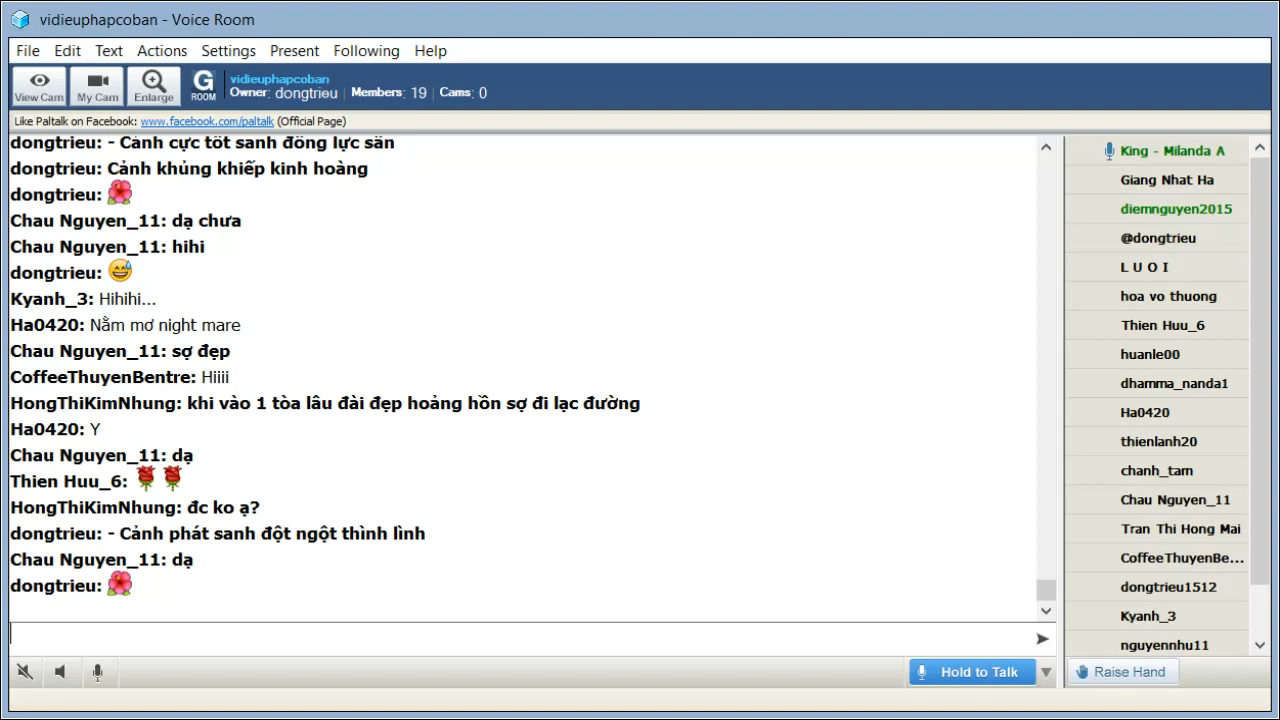 vidieuphapcoban - Voice Room
File Edit Text Actions Settings Present Following Help
View Cam My Cam Enlarge G ROOM
vidieuphapcoban
Owner: dongtrieu | Members: 19 | Cams: 0
Like Paltalk on Facebook: www.facebook.com/paltalk (Official Page)
dongtrieu: - Cảnh cực tốt sanh đổng lực sân
dongtrieu: Cảnh khủng khiếp kinh hoàng
dongtrieu:
Chau Nguyen_11: dạ chưa
Chau Nguyen_11: hihi
dongtrieu:
Kyanh_3: Hihihi...
Ha0420: Nằm mơ night mare
Chau Nguyen_11: sợ đẹp
CoffeeThuyenBentre: Hiiii
HongThiKimNhung: khi vào 1 tòa lâu đài đẹp hoảng hồn sợ đi lạc đường
Ha0420: Y
Chau Nguyen_11: dạ
Thien Huu_6:
HongThiKimNhung: đc ko ạ?
dongtrieu: - Cảnh phát sanh đột ngột thình lình
Chau Nguyen_11: dạ
dongtrieu:
King - Milanda A
Giang Nhat Ha
diemnguyen2015
@dongtrieu
L U O I
hoa vo thuong
Thien Huu_6
huanle00
dhamma_nanda1
Ha0420
thienlanh20
chanh_tam
Chau Nguyen_11
Tran Thi Hong Mai
CoffeeThuyenBe...
dongtrieu1512
Kyanh_3
nguyennhu11
Hold to Talk
Raise Hand